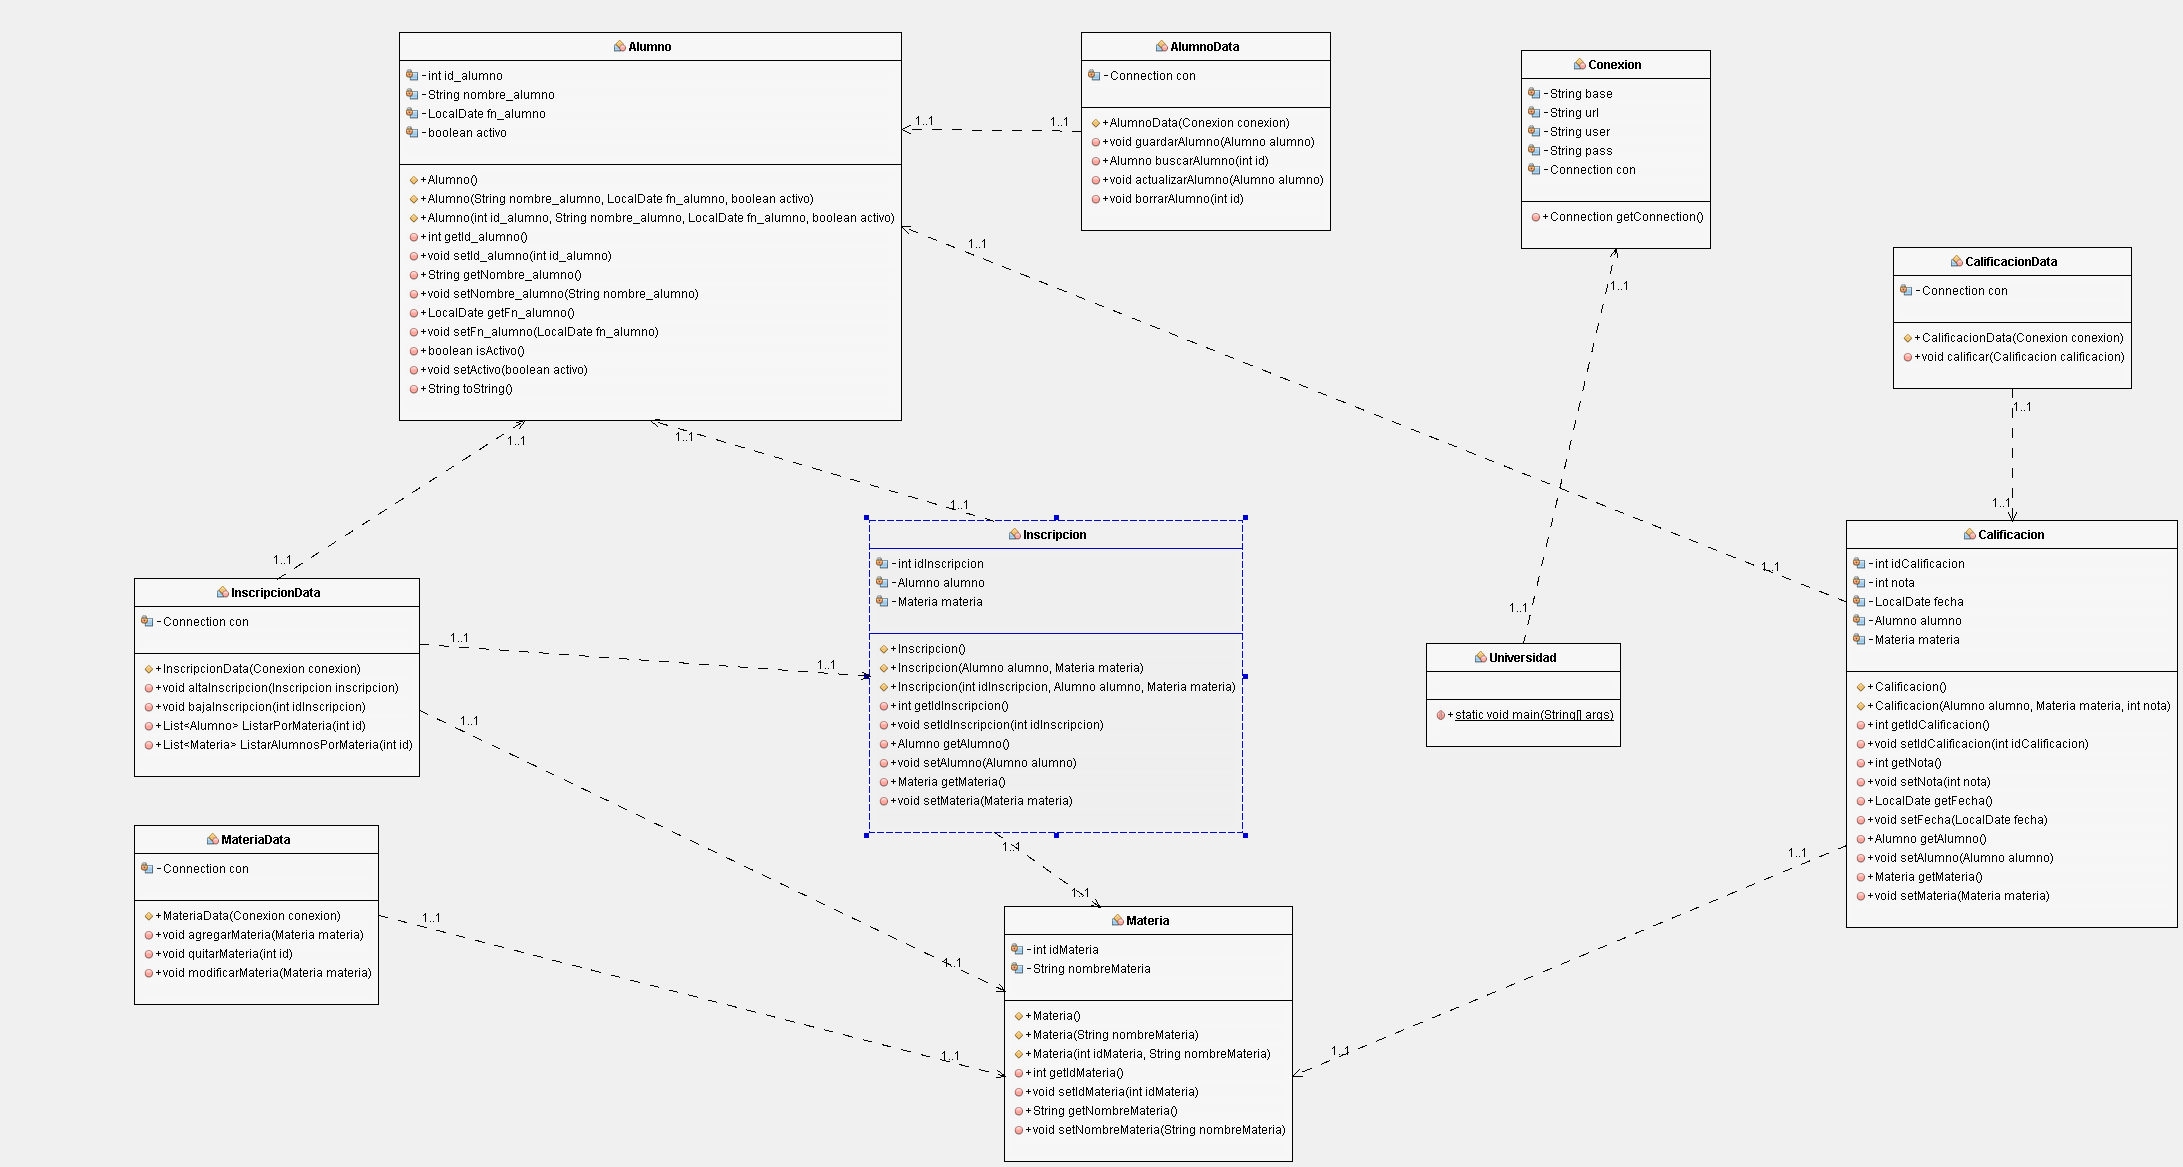 Alumno
-int id_alumno
-String nombre_alumno
-LocalDate fn_alumno
-boolean activo
+Alumno()
+Alumno(String nombre_alumno, LocalDate fn_alumno, boolean activo)
+Alumno(int id_alumno, String nombre_alumno, LocalDate fn_alumno, boolean activo)
+int getId_alumno()
+void setId_alumno(int id_alumno)
+String getNombre_alumno()
+void setNombre_alumno(String nombre_alumno)
+LocalDate getFn_alumno()
+void setFn_alumno(LocalDate fn_alumno)
+boolean isActivo()
+void setActivo(boolean activo)
+String toString()
1..1
1..1
AlumnoData
-Connection con
+AlumnoData(Conexion conexion)
+void guardarAlumno(Alumno alumno)
+Alumno buscarAlumno(int id)
+void actualizarAlumno(Alumno alumno)
+void borrarAlumno(int id)
Conexion
-String base
-String url
-String user
-String pass
-Connection con
+Connection getConnection()
1..1
1..1
CalificacionData
-Connection con
+CalificacionData(Conexion conexion)
+void calificar(Calificacion calificacion)
1..1
1..1
1..1
1..1
1..1
1..1
1..1
1..1
InscripcionData
-Connection con
+InscripcionData(Conexion conexion)
+void altaInscripcion(Inscripcion inscripcion)
+void bajaInscripcion(int idInscripcion)
+List<Alumno> ListarPorMateria(int id)
+List<Materia> ListarAlumnosPorMateria(int id)
1..1
1..1
1..1
1..1
Inscripcion
-int idInscripcion
-Alumno alumno
-Materia materia
+Inscripcion()
+Inscripcion(Alumno alumno, Materia materia)
+Inscripcion(int idInscripcion, Alumno alumno, Materia materia)
+int getIdInscripcion()
+void setIdInscripcion(int idInscripcion)
+Alumno getAlumno()
+void setAlumno(Alumno alumno)
+Materia getMateria()
+void setMateria(Materia materia)
1..1
1..1
Universidad
+static void main(String[] args)
Calificacion
-int idCalificacion
-int nota
-LocalDate fecha
-Alumno alumno
-Materia materia
+Calificacion()
+Calificacion(Alumno alumno, Materia materia, int nota)
+int getIdCalificacion()
+void setIdCalificacion(int idCalificacion)
+int getNota()
+void setNota(int nota)
+LocalDate getFecha()
+void setFecha(LocalDate fecha)
+Alumno getAlumno()
+void setAlumno(Alumno alumno)
+Materia getMateria()
+void setMateria(Materia materia)
1..1
1..1
MateriaData
-Connection con
+MateriaData(Conexion conexion)
+void agregarMateria(Materia materia)
+void quitarMateria(int id)
+void modificarMateria(Materia materia)
1..1
1..1
Materia
-int idMateria
-String nombreMateria
+Materia()
+Materia(String nombreMateria)
+Materia(int idMateria, String nombreMateria)
+int getIdMateria()
+void setIdMateria(int idMateria)
+String getNombreMateria()
+void setNombreMateria(String nombreMateria)